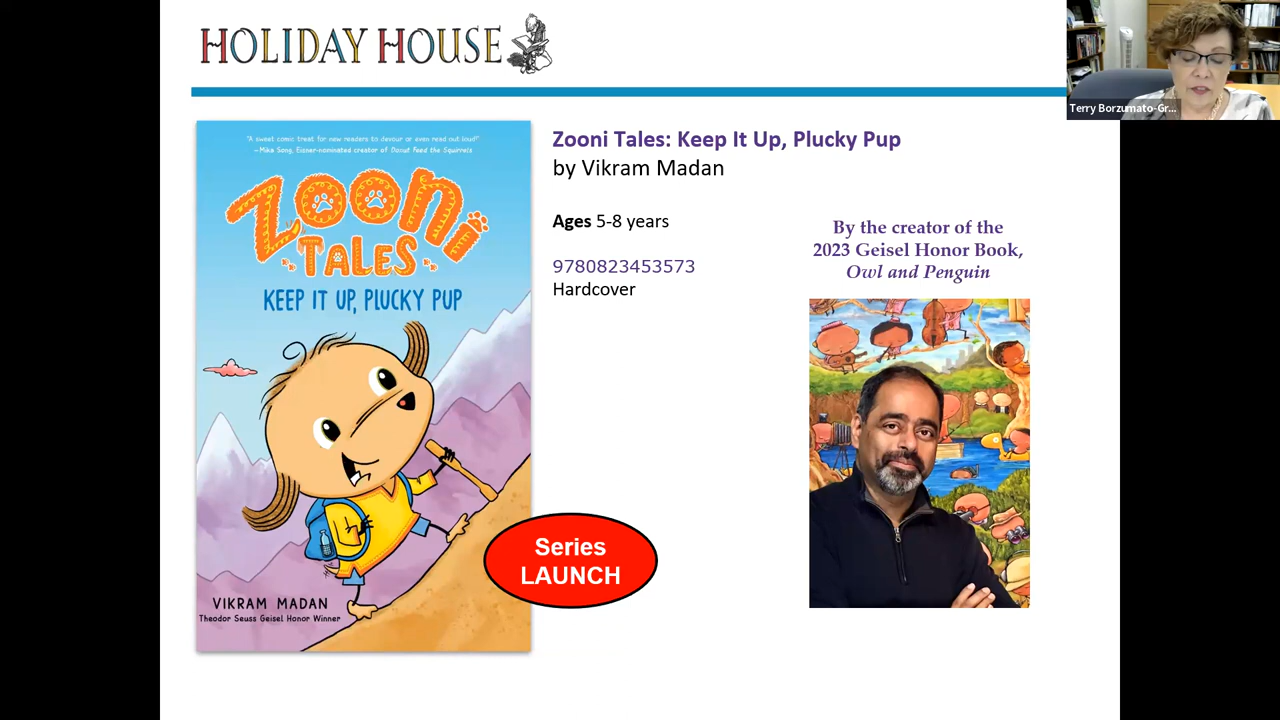 HOLIDAY HOUSE
Terry Borzumato-Gr...
"A sweet comic treat for new readers to devour or even read out loud!"
—Mike Song, Eisner-nominated creator of Donut Feed the Squirrels
ZOONI
TALES
KEEP IT UP, PLUCKY PUP
VIKRAM MADAN
Theodor Seuss Geisel Honor Winner
Zooni Tales: Keep It Up, Plucky Pup
by Vikram Madan
Ages 5-8 years
9780823453573
Hardcover
Series
LAUNCH
By the creator of the
2023 Geisel Honor Book,
Owl and Penguin